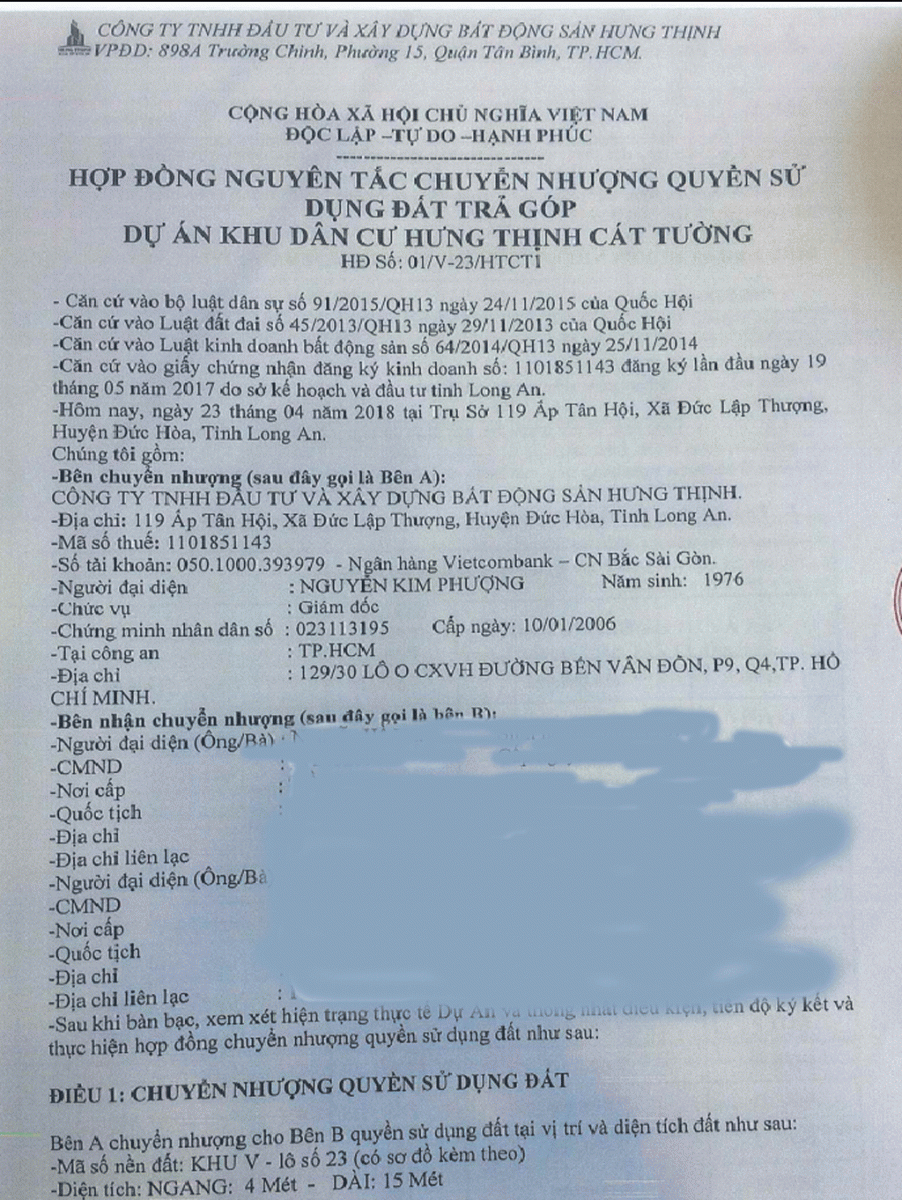 CÔNG TY TNHH ĐẦU TƯ VÀ XÂY DỰNG BẤT ĐỘNG SẢN HƯNG THỊNH
VPĐD: 898A Trường Chinh, Phường 15, Quận Tân Bình, TP.HCM.
CỘNG HÒA XÃ HỘI CHỦ NGHĨA VIỆT NAM
ĐỘC LẬP –TỰ DO –HẠNH PHÚC
-------------------------------
HỢP ĐỒNG NGUYÊN TẮC CHUYỂN NHƯỢNG QUYỀN SỬ
DỤNG ĐẤT TRẢ GÓP
DỰ ÁN KHU DÂN CƯ HƯNG THỊNH CÁT TƯỜNG
HĐ Số: 01/V-23/HTCT1
- Căn cứ vào bộ luật dân sự số 91/2015/QH13 ngày 24/11/2015 của Quốc Hội
-Căn cứ vào Luật đất đai số 45/2013/QH13 ngày 29/11/2013 của Quốc Hội
-Căn cứ vào Luật kinh doanh bất động sản số 64/2014/QH13 ngày 25/11/2014
-Căn cứ vào giấy chứng nhận đăng ký kinh doanh số: 1101851143 đăng ký lần đầu ngày 19
tháng 05 năm 2017 do sở kế hoạch và đầu tư tỉnh Long An.
-Hôm nay, ngày 23 tháng 04 năm 2018 tại Trụ Sở 119 Ấp Tân Hội, Xã Đức Lập Thượng,
Huyện Đức Hòa, Tỉnh Long An.
Chúng tôi gồm:
-Bên chuyển nhượng (sau đây gọi là Bên A):
CÔNG TY TNHH ĐẦU TƯ VÀ XÂY DỰNG BẤT ĐỘNG SẢN HƯNG THỊNH.
-Địa chỉ: 119 Ấp Tân Hội, Xã Đức Lập Thượng, Huyện Đức Hòa, Tỉnh Long An.
-Mã số thuế: 1101851143
-Số tài khoản: 050.1000.393979 - Ngân hàng Vietcombank – CN Bắc Sài Gòn.
-Người đại diện : NGUYỄN KIM PHƯỢNG Năm sinh: 1976
-Chức vụ : Giám đốc
-Chứng minh nhân dân số : 023113195 Cấp ngày: 10/01/2006
-Tại công an : TP.HCM
-Địa chỉ : 129/30 LÔ O CXVH ĐƯỜNG BẾN VÂN ĐỒN, P9, Q4,TP. HỒ
CHÍ MINH.
-Bên nhận chuyển nhượng (sau đây gọi là bên B):
-Người đại diện (Ông/Bà) :
-CMND :
-Nơi cấp :
-Quốc tịch :
-Địa chỉ
-Địa chỉ liên lạc
-Người đại diện (Ông/Bà
-CMND
-Nơi cấp
-Quốc tịch
-Địa chỉ
-Địa chỉ liên lạc :
-Sau khi bàn bạc, xem xét hiện trạng thực tế Dự Án và thống nhất điều kiện, tiến độ ký kết và
thực hiện hợp đồng chuyển nhượng quyền sử dụng đất như sau:
ĐIỀU 1: CHUYỂN NHƯỢNG QUYỀN SỬ DỤNG ĐẤT
Bên A chuyển nhượng cho Bên B quyền sử dụng đất tại vị trí và diện tích đất như sau:
-Mã số nền đất: KHU V - lô số 23 (có sơ đồ kèm theo)
-Diện tích: NGANG: 4 Mét - DÀI: 15 Mét